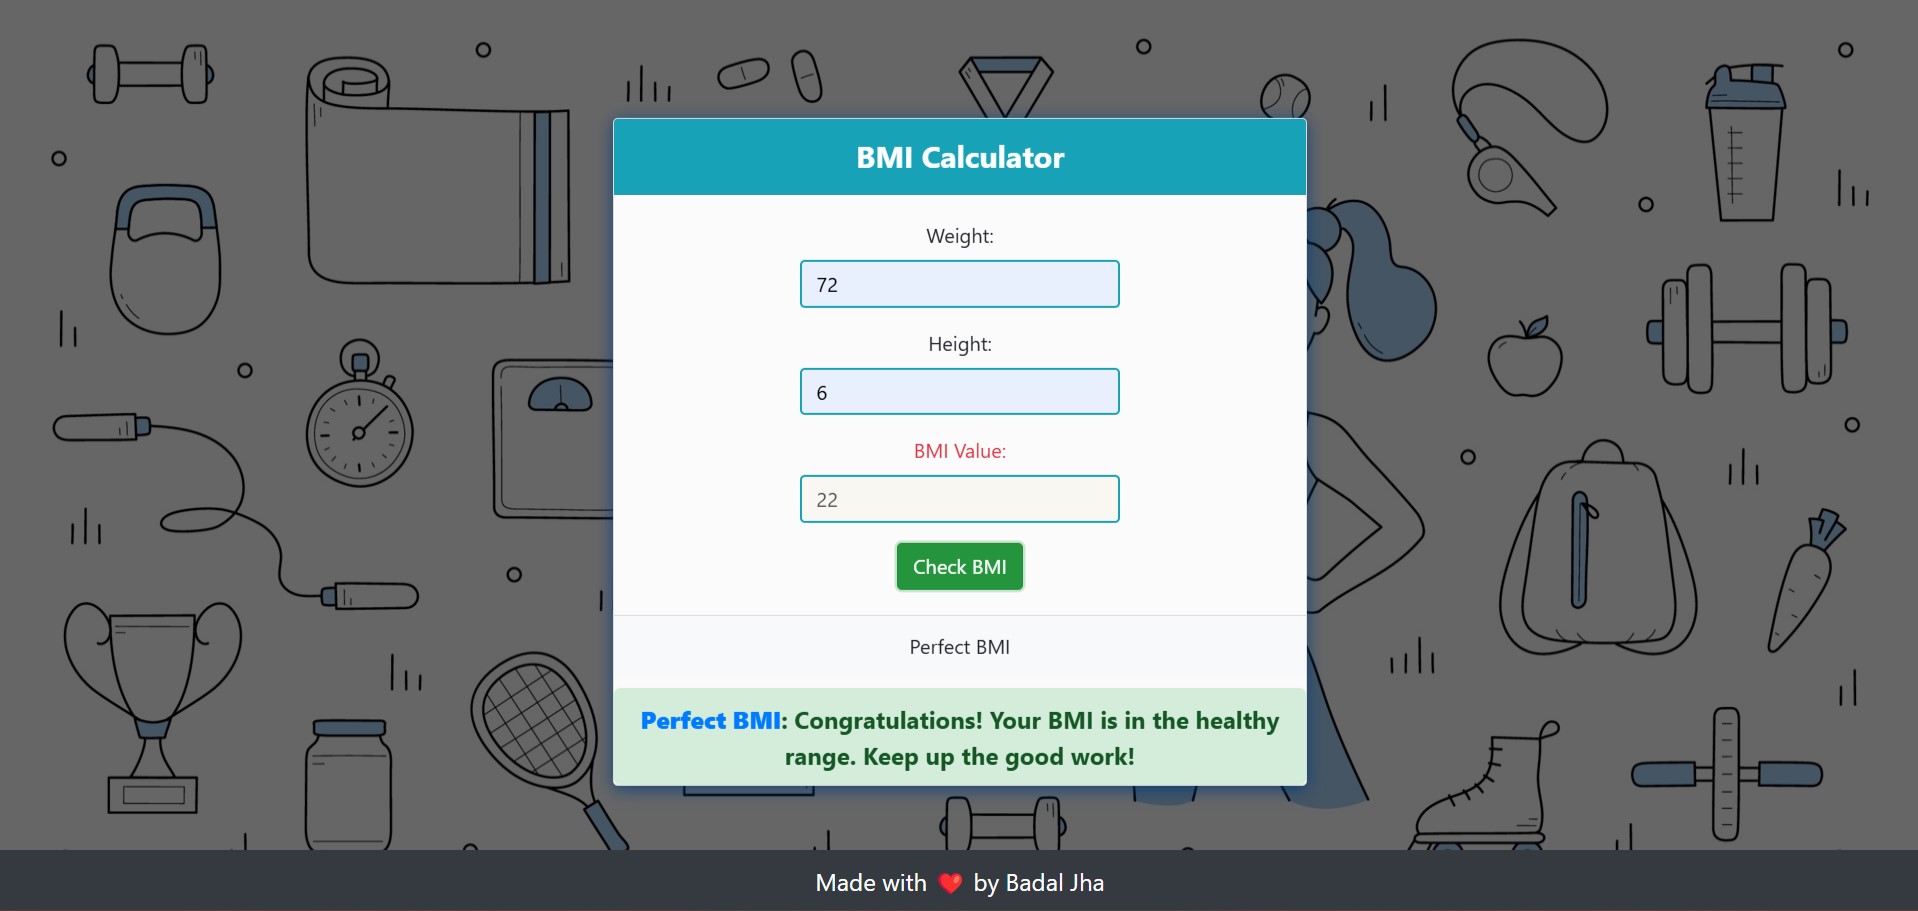 BMI Calculator
Weight:
72
Height:
6
BMI Value:
22
Check BMI
Perfect BMI
Perfect BMI: Congratulations! Your BMI is in the healthy
range. Keep up the good work!
Made with ❤️ by Badal Jha